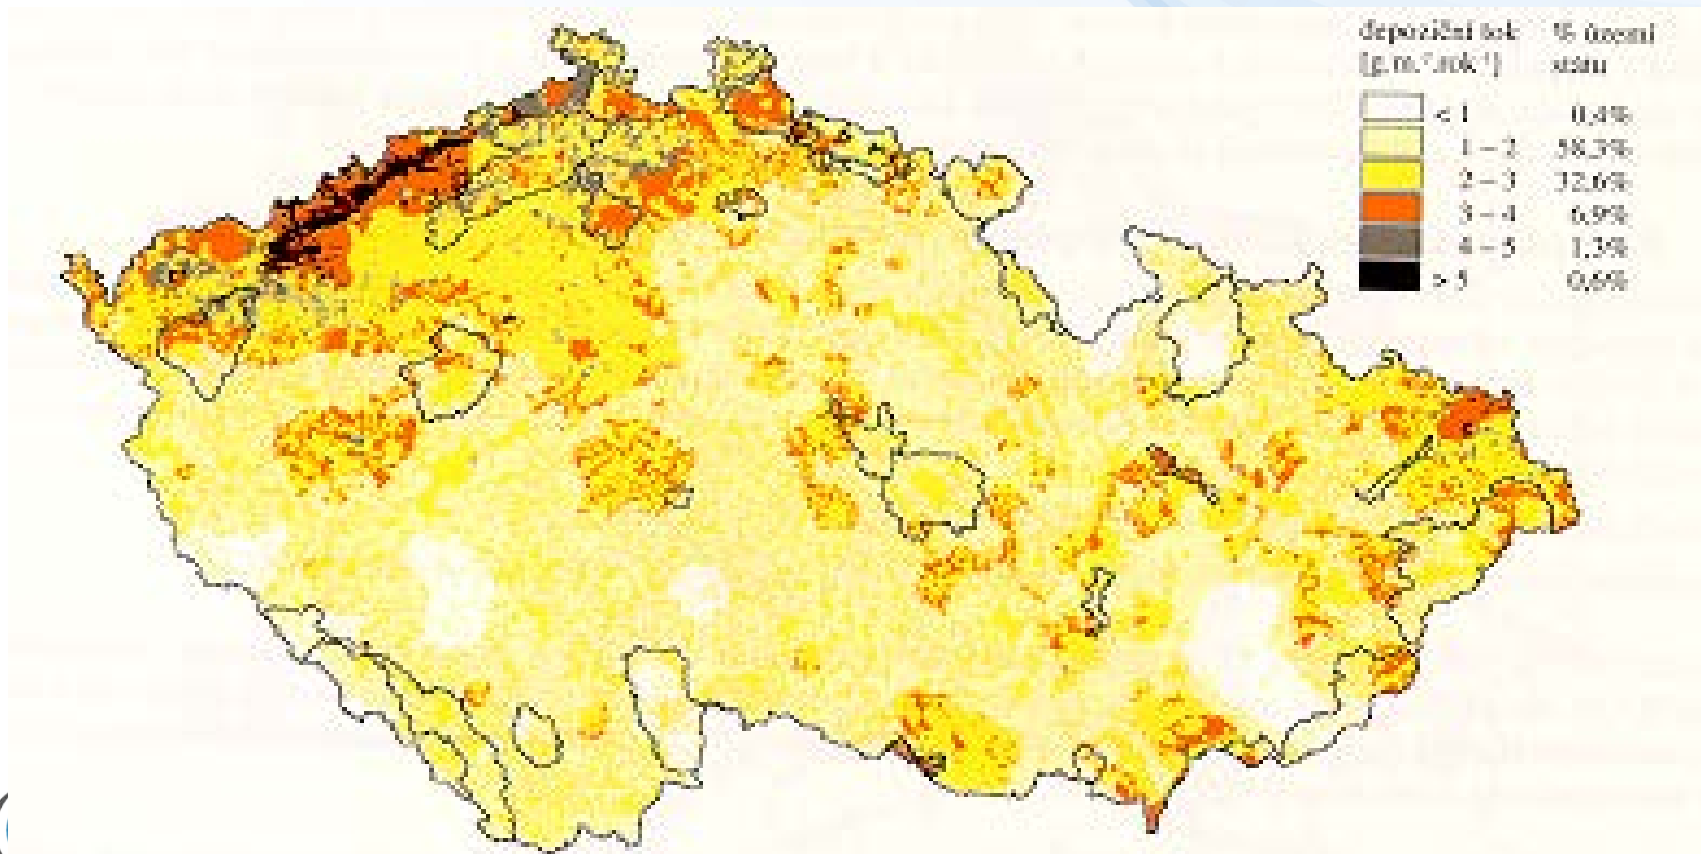 depoziční tok % území
[g.m⁻².rok⁻¹] státu
< 1 0,4%
1 – 2 58,3%
2 – 3 32,6%
3 – 4 6,9%
4 – 5 1,3%
> 5 0,6%